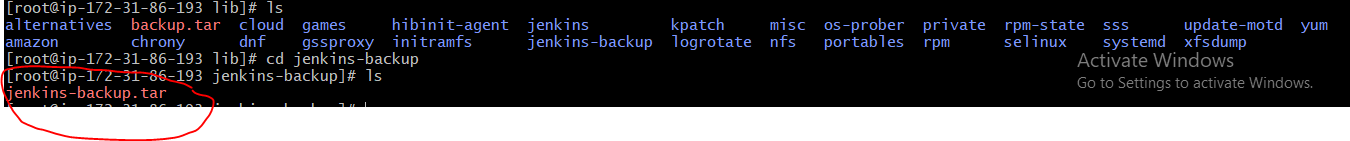 [root@ip-172-31-86-193 lib]# ls
alternatives backup.tar cloud games hibinit-agent jenkins kpatch misc os-prober private rpm-state sss update-motd yum
amazon chrony dnf gssproxy initramfs jenkins-backup logrotate nfs portables rpm selinux systemd xfsdump
[root@ip-172-31-86-193 lib]# cd jenkins-backup
[root@ip-172-31-86-193 jenkins-backup]# ls
jenkins-backup.tar
Activate Windows
Go to Settings to activate Windows.